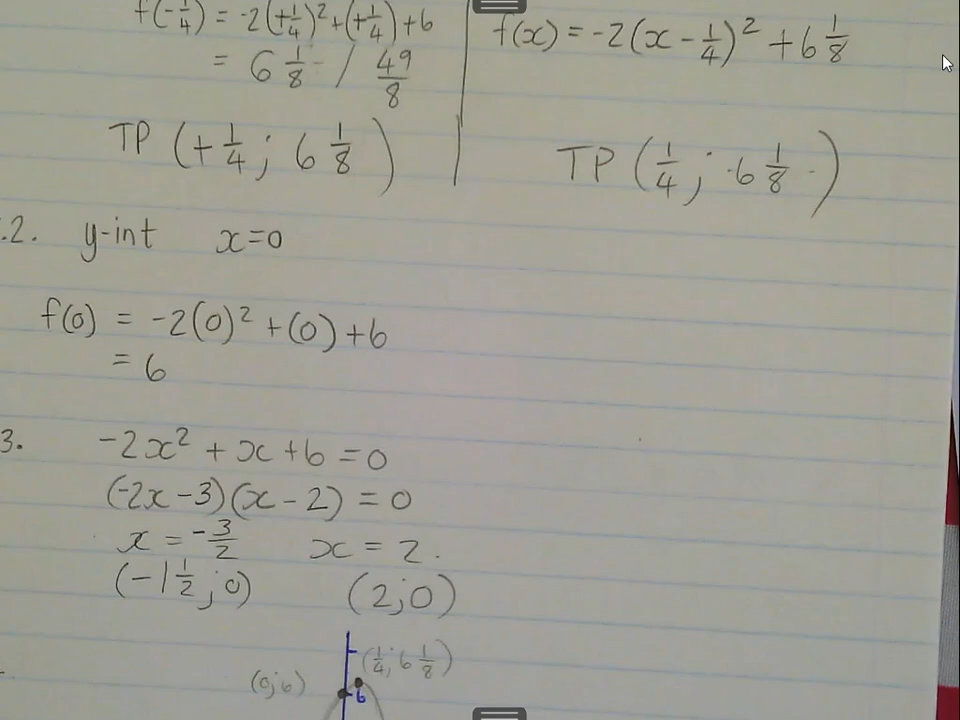 f(-1/4) = -2(+1/4)²+(+1/4)+6
= 6 1/8 / 49/8
TP (+1/4; 6 1/8)
f(x) = -2(x - 1/4)² + 6 1/8
TP (1/4; 6 1/8)
.2. y-int x=0
f(0) = -2(0)² + (0) + 6
= 6
3. -2x² + x + 6 = 0
(-2x - 3)(x - 2) = 0
x = -3/2 x = 2.
(-1 1/2; 0) (2; 0)
(1/4; 6 1/8)
(0; 6)
6